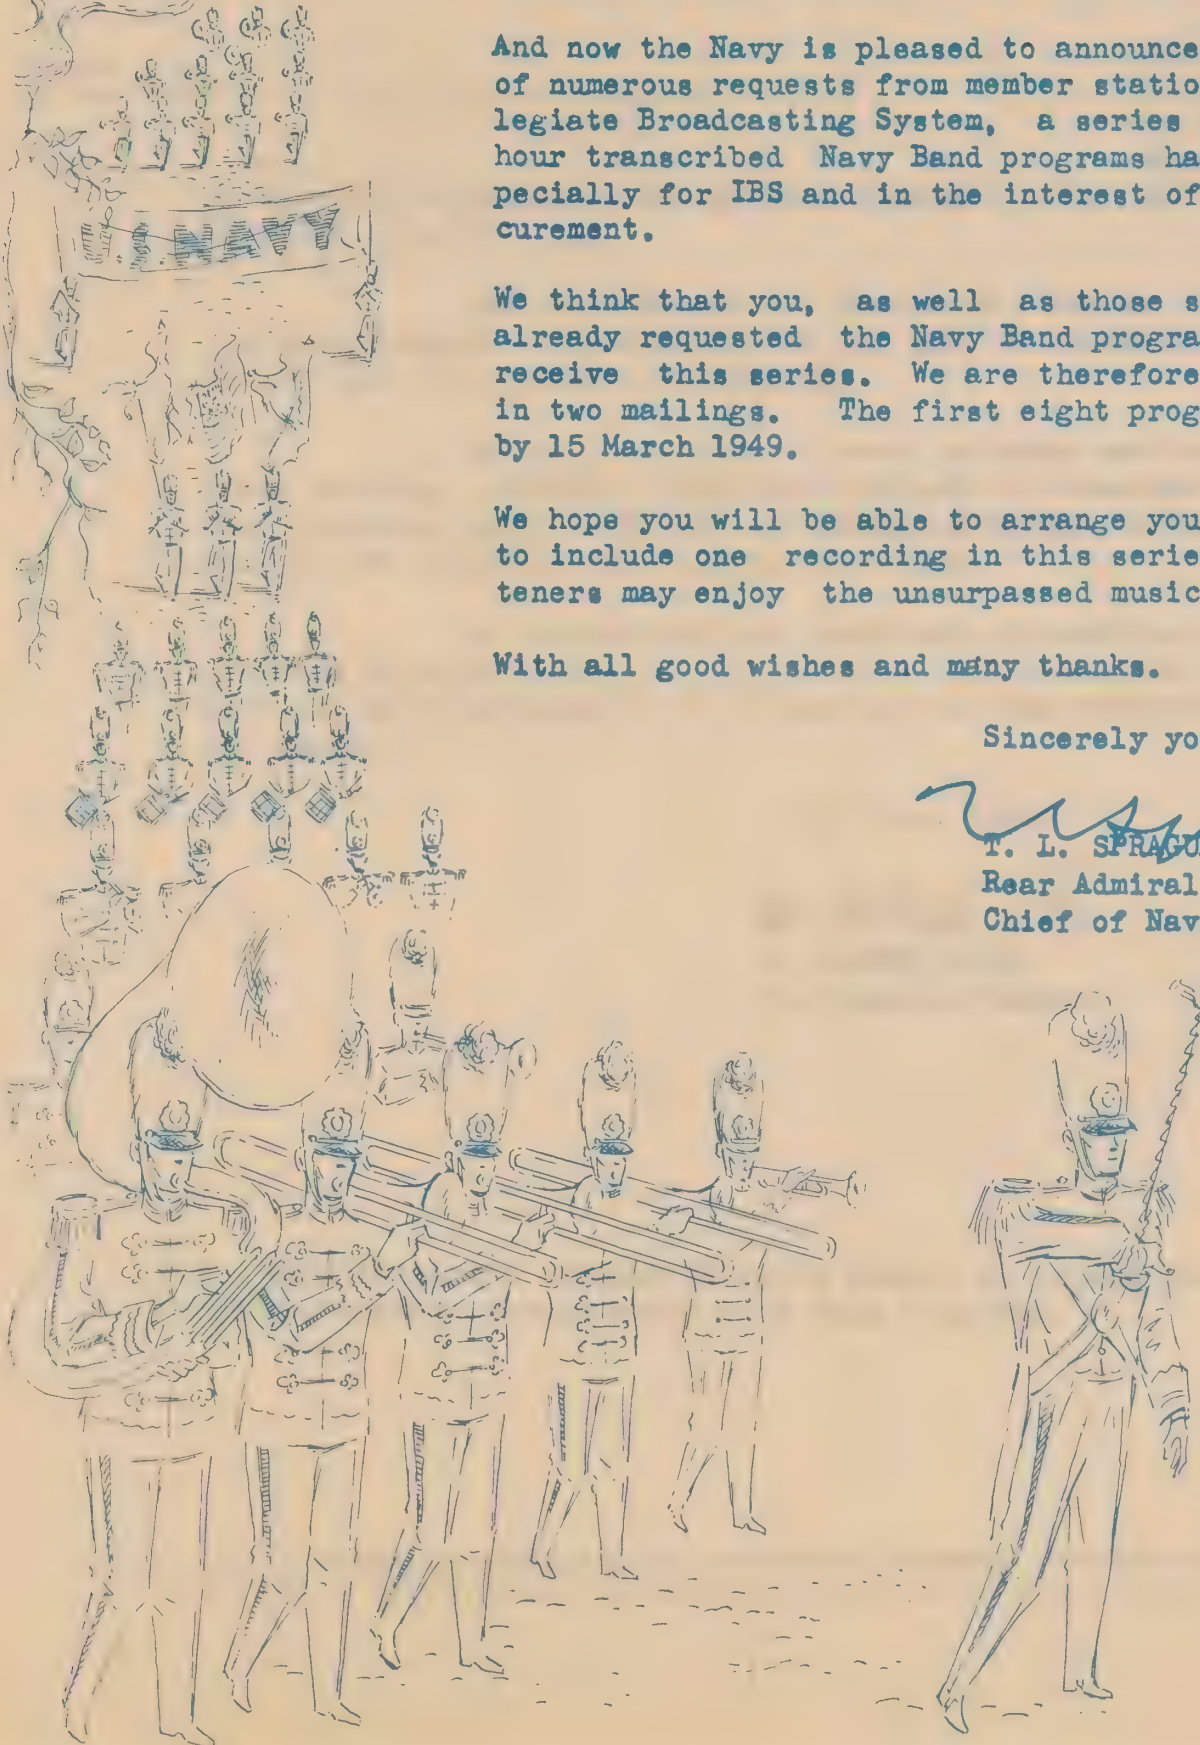 U.S. NAVY
And now the Navy is pleased to announce
of numerous requests from member statio
legiate Broadcasting System, a series
hour transcribed Navy Band programs ha
pecially for IBS and in the interest of
curement.
We think that you, as well as those s
already requested the Navy Band progra
receive this series. We are therefore
in two mailings. The first eight prog
by 15 March 1949.
We hope you will be able to arrange you
to include one recording in this serie
teners may enjoy the unsurpassed music
With all good wishes and many thanks.
Sincerely yo
T. L. SPRAGU
Rear Admiral
Chief of Nav